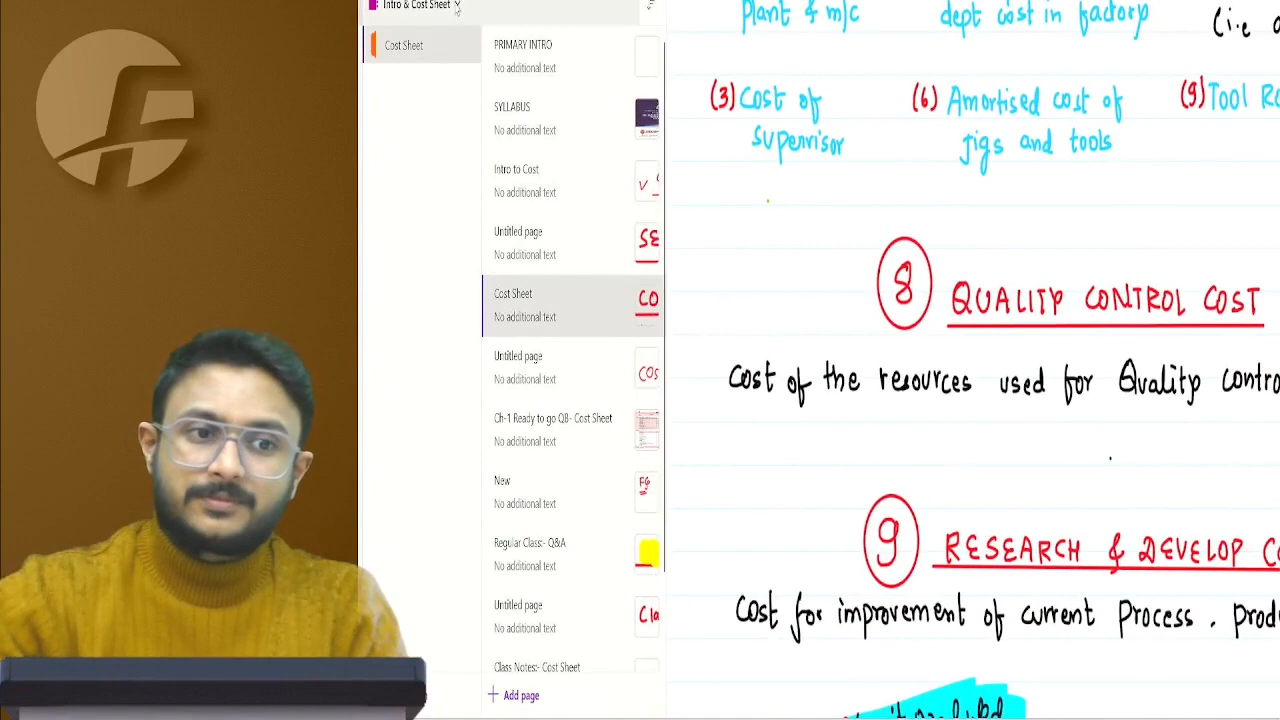 Intro & Cost Sheet
Cost Sheet
PRIMARY INTRO
No additional text
SYLLABUS
No additional text
Intro to Cost
No additional text
Untitled page
No additional text
SE
Cost Sheet
No additional text
CO
Untitled page
No additional text
COS
Ch-1 Ready to go QB- Cost Sheet
No additional text
New
No additional text
FG
Regular Class:- Q&A
No additional text
Untitled page
No additional text
Cla
Class Notes:- Cost Sheet
Add page
plant & m/c
dept cost in factory
(i.e
(3) Cost of
supervisor
(6) Amortised cost of
jigs and tools
(9) Tool
8 QUALITY CONTROL COST
Cost of the resources used for Quality
9 RESEARCH & DEVELOP
Cost for improvement of current process.